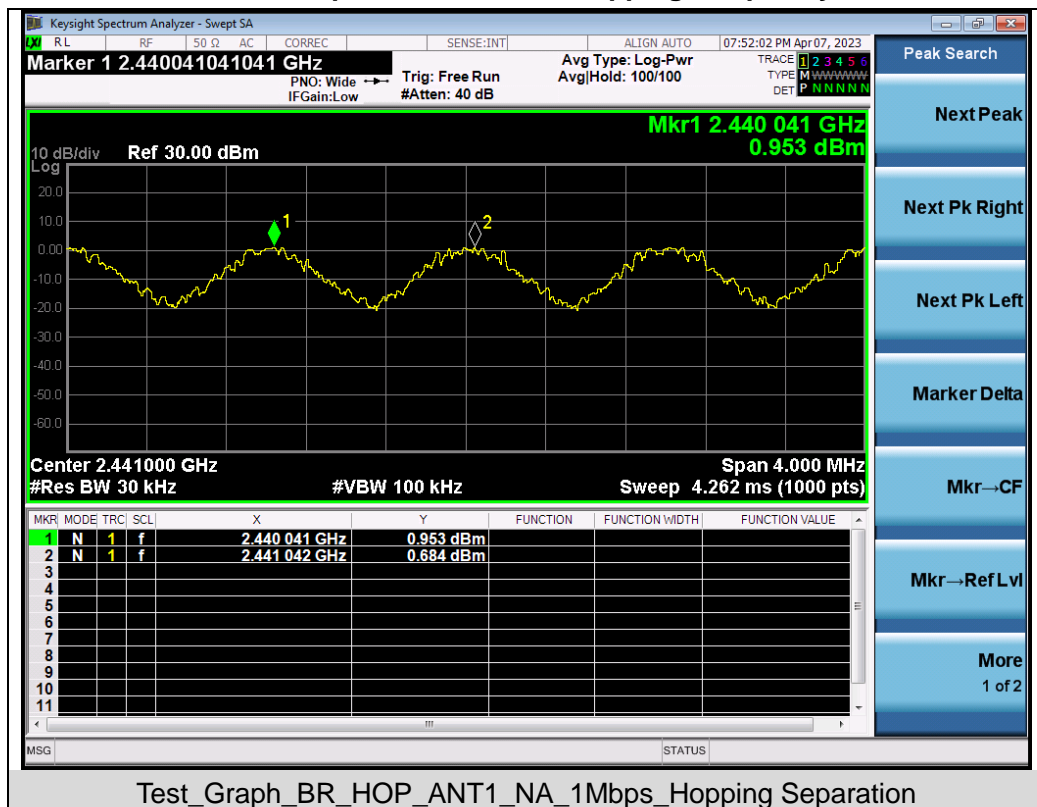 Keysight Spectrum Analyzer - Swept SA
LXI RL RF 50 Ω AC CORREC SENSE:INT ALIGN AUTO 07:52:02 PM Apr 07, 2023
Marker 1 2.440041041041 GHz
PNO: Wide
IFGain:Low
Trig: Free Run
#Atten: 40 dB
Avg Type: Log-Pwr
Avg|Hold: 100/100
TRACE 1 2 3 4 5 6
TYPE M WWWWW
DET P N N N N N
Peak Search
Next Peak
Next Pk Right
Next Pk Left
Marker Delta
Mkr→CF
Mkr→Ref Lvl
More
1 of 2
Mkr1 2.440 041 GHz
0.953 dBm
10 dB/div Ref 30.00 dBm
Log
20.0
10.0
0.00
-10.0
-20.0
-30.0
-40.0
-50.0
-60.0
1
2
Center 2.441000 GHz Span 4.000 MHz
#Res BW 30 kHz #VBW 100 kHz Sweep 4.262 ms (1000 pts)
MKR MODE TRC SCL X Y FUNCTION FUNCTION WIDTH FUNCTION VALUE
1 N 1 f 2.440 041 GHz 0.953 dBm
2 N 1 f 2.441 042 GHz 0.684 dBm
3
4
5
6
7
8
9
10
11
MSG STATUS
Test_Graph_BR_HOP_ANT1_NA_1Mbps_Hopping Separation